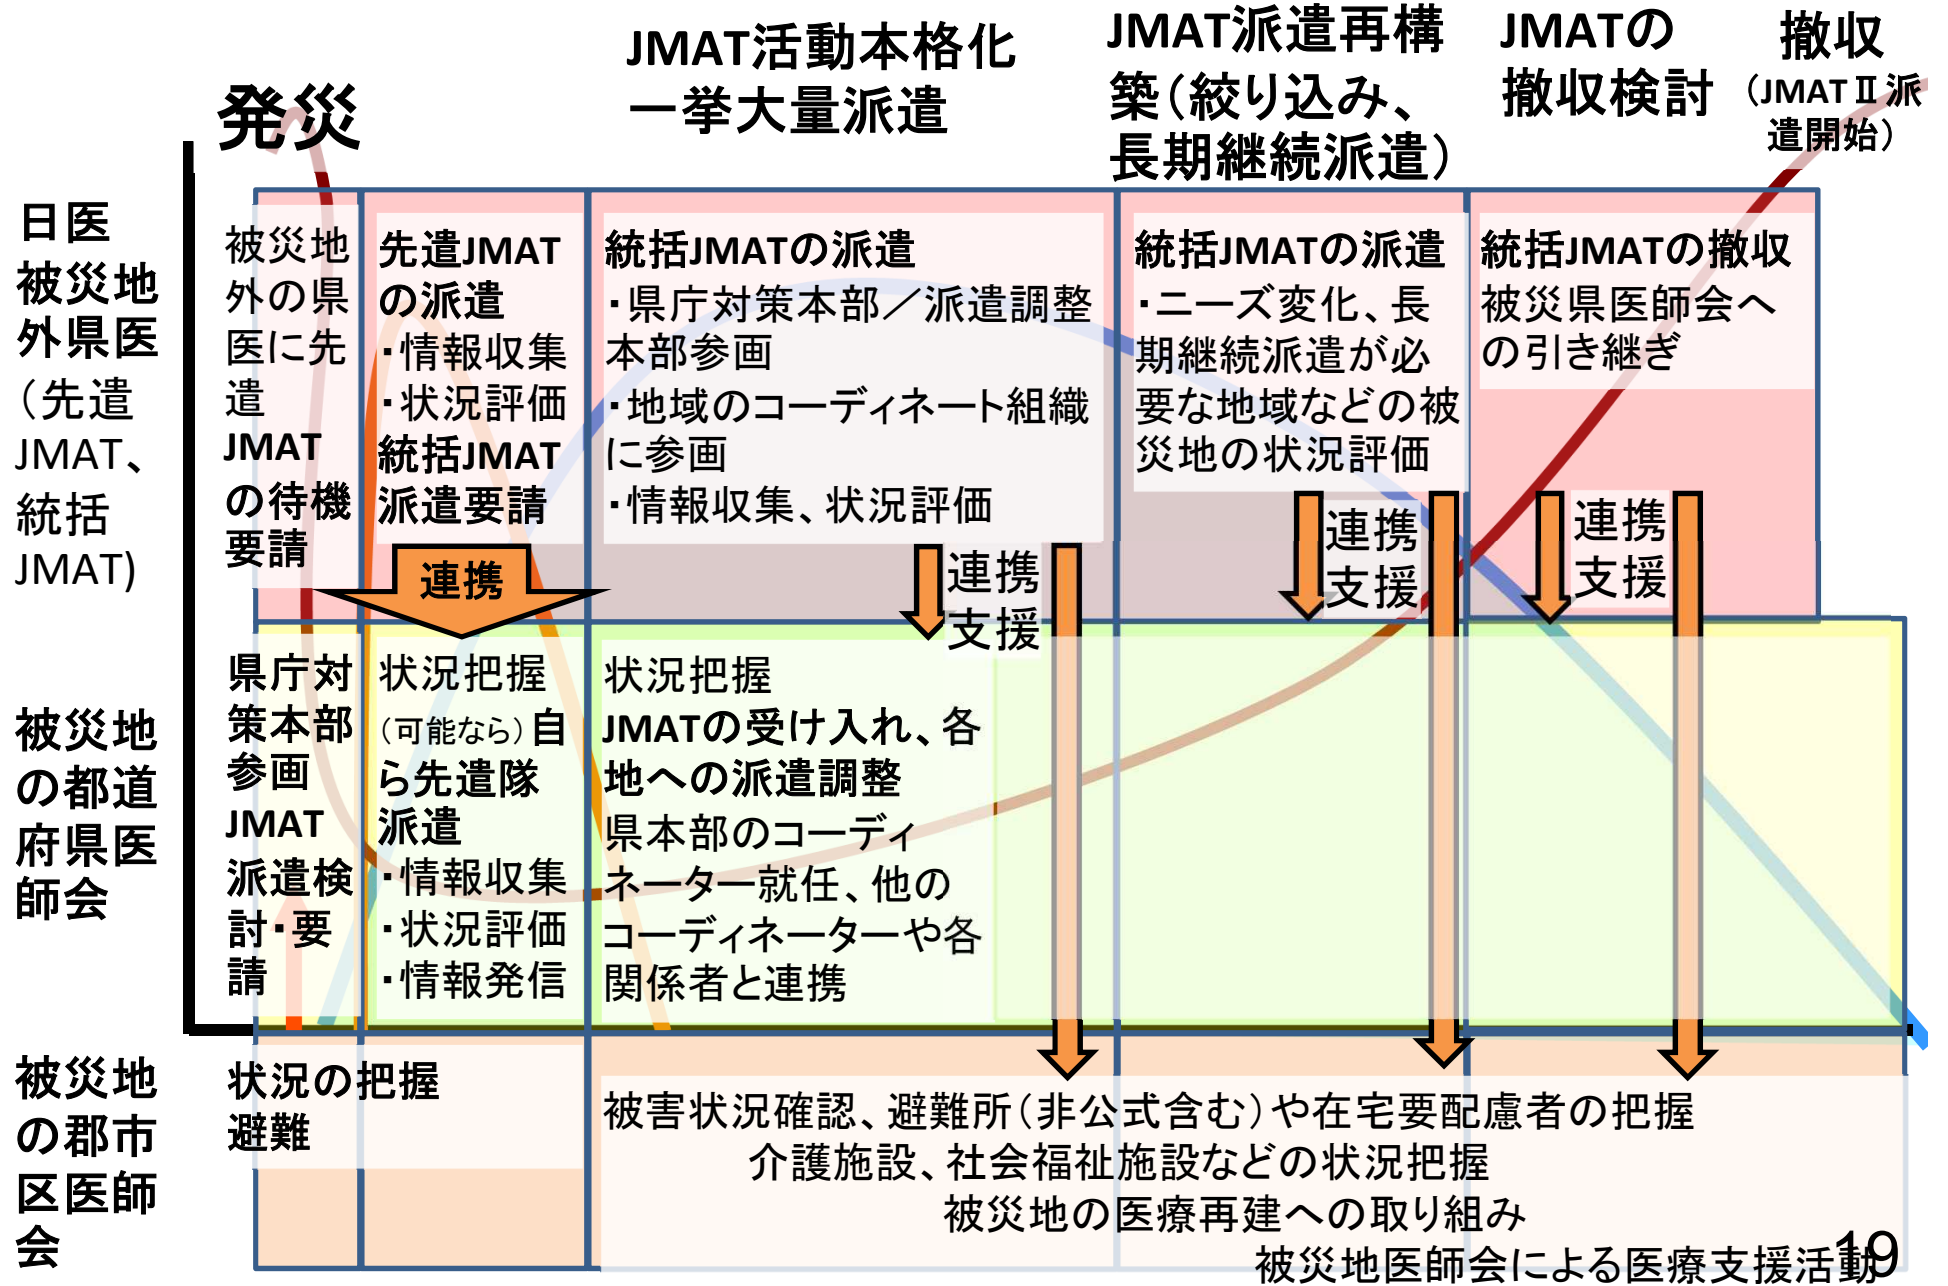 発災
JMAT活動本格化
一挙大量派遣
JMAT派遣再構
築（絞り込み、
長期継続派遣）
JMATの
撤収検討
撤収
（JMATⅡ派
遣開始）
日医
被災地
外県医
（先遣
JMAT、
統括
JMAT)
被災地
外の県
医に先
遣
JMAT
の待機
要請
先遣JMAT
の派遣
・情報収集
・状況評価
統括JMAT
派遣要請
連携
統括JMATの派遣
・県庁対策本部／派遣調整
本部参画
・地域のコーディネート組織
に参画
・情報収集、状況評価
連携
支援
統括JMATの派遣
・ニーズ変化、長
期継続派遣が必
要な地域などの被
災地の状況評価
連携
支援
統括JMATの撤収
被災県医師会へ
の引き継ぎ
連携
支援
被災地
の都道
府県医
師会
県庁対
策本部
参画
JMAT
派遣検
討・要
請
状況把握
（可能なら）自
ら先遣隊
派遣
・情報収集
・状況評価
・情報発信
状況把握
JMATの受け入れ、各
地への派遣調整
県本部のコーディ
ネーター就任、他の
コーディネーターや各
関係者と連携
被災地
の郡市
区医師
会
状況の把握
避難
被害状況確認、避難所（非公式含む）や在宅要配慮者の把握
介護施設、社会福祉施設などの状況把握
被災地の医療再建への取り組み
被災地医師会による医療支援活動
19